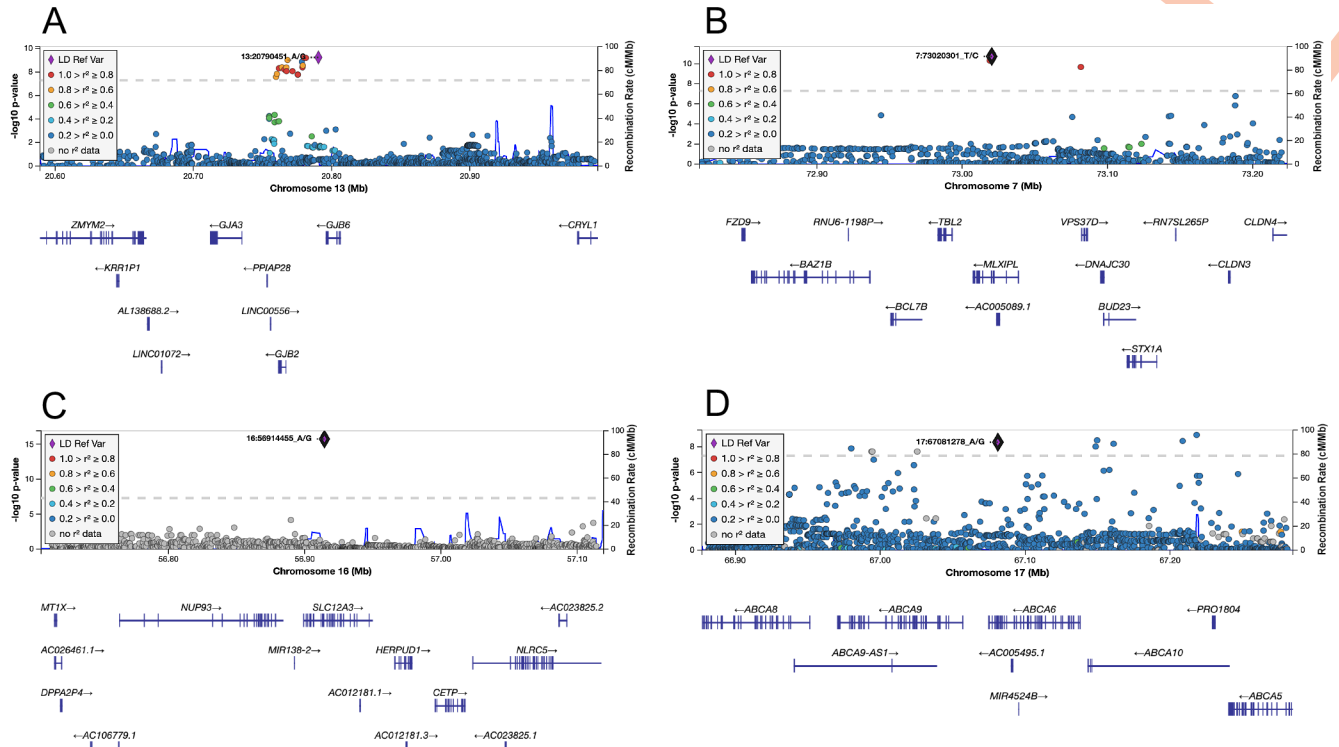 A
10
8
6
4
2
0
-log10 p-value
LD Ref Var
1.0 > r² ≥ 0.8
0.8 > r² ≥ 0.6
0.6 > r² ≥ 0.4
0.4 > r² ≥ 0.2
0.2 > r² ≥ 0.0
no r² data
13:20790451_A/G
100
80
60
40
20
0
Recombination Rate (cM/Mb)
20.60 20.70 20.80 20.90
Chromosome 13 (Mb)
ZMYM2→ ←GJA3 ←GJB6 ←CRYL1
←KRR1P1 ←PPIAP28
AL138688.2→ LINC00556→
LINC01072→ ←GJB2
B
10
8
6
4
2
0
-log10 p-value
LD Ref Var
1.0 > r² ≥ 0.8
0.8 > r² ≥ 0.6
0.6 > r² ≥ 0.4
0.4 > r² ≥ 0.2
0.2 > r² ≥ 0.0
no r² data
7:73020301_T/C
100
80
60
40
20
0
Recombination Rate (cM/Mb)
72.90 73.00 73.10 73.20
Chromosome 7 (Mb)
FZD9→ RNU6-1198P→ ←TBL2 VPS37D→ ←RN7SL265P CLDN4→
←BAZ1B ←MLXIPL ←DNAJC30 ←CLDN3
←BCL7B ←AC005089.1 BUD23→
←STX1A
C
15
10
5
0
-log10 p-value
LD Ref Var
1.0 > r² ≥ 0.8
0.8 > r² ≥ 0.6
0.6 > r² ≥ 0.4
0.4 > r² ≥ 0.2
0.2 > r² ≥ 0.0
no r² data
16:56914455_A/G
100
80
60
40
20
0
Recombination Rate (cM/Mb)
56.80 56.90 57.00 57.10
Chromosome 16 (Mb)
MT1X→ NUP93→ SLC12A3→ ←AC023825.2
AC026461.1→ MIR138-2→ HERPUD1→ NLRC5→
DPPA2P4→ AC012181.1→ CETP→
←AC106779.1 AC012181.3→ ←AC023825.1
D
8
6
4
2
0
-log10 p-value
LD Ref Var
1.0 > r² ≥ 0.8
0.8 > r² ≥ 0.6
0.6 > r² ≥ 0.4
0.4 > r² ≥ 0.2
0.2 > r² ≥ 0.0
no r² data
17:67081278_A/G
100
80
60
40
20
0
Recombination Rate (cM/Mb)
66.90 67.00 67.10 67.20
Chromosome 17 (Mb)
←ABCA8 ←ABCA9 ←ABCA6 ←PRO1804
ABCA9-AS1→ ←AC005495.1 ←ABCA10
MIR4524B→ ←ABCA5